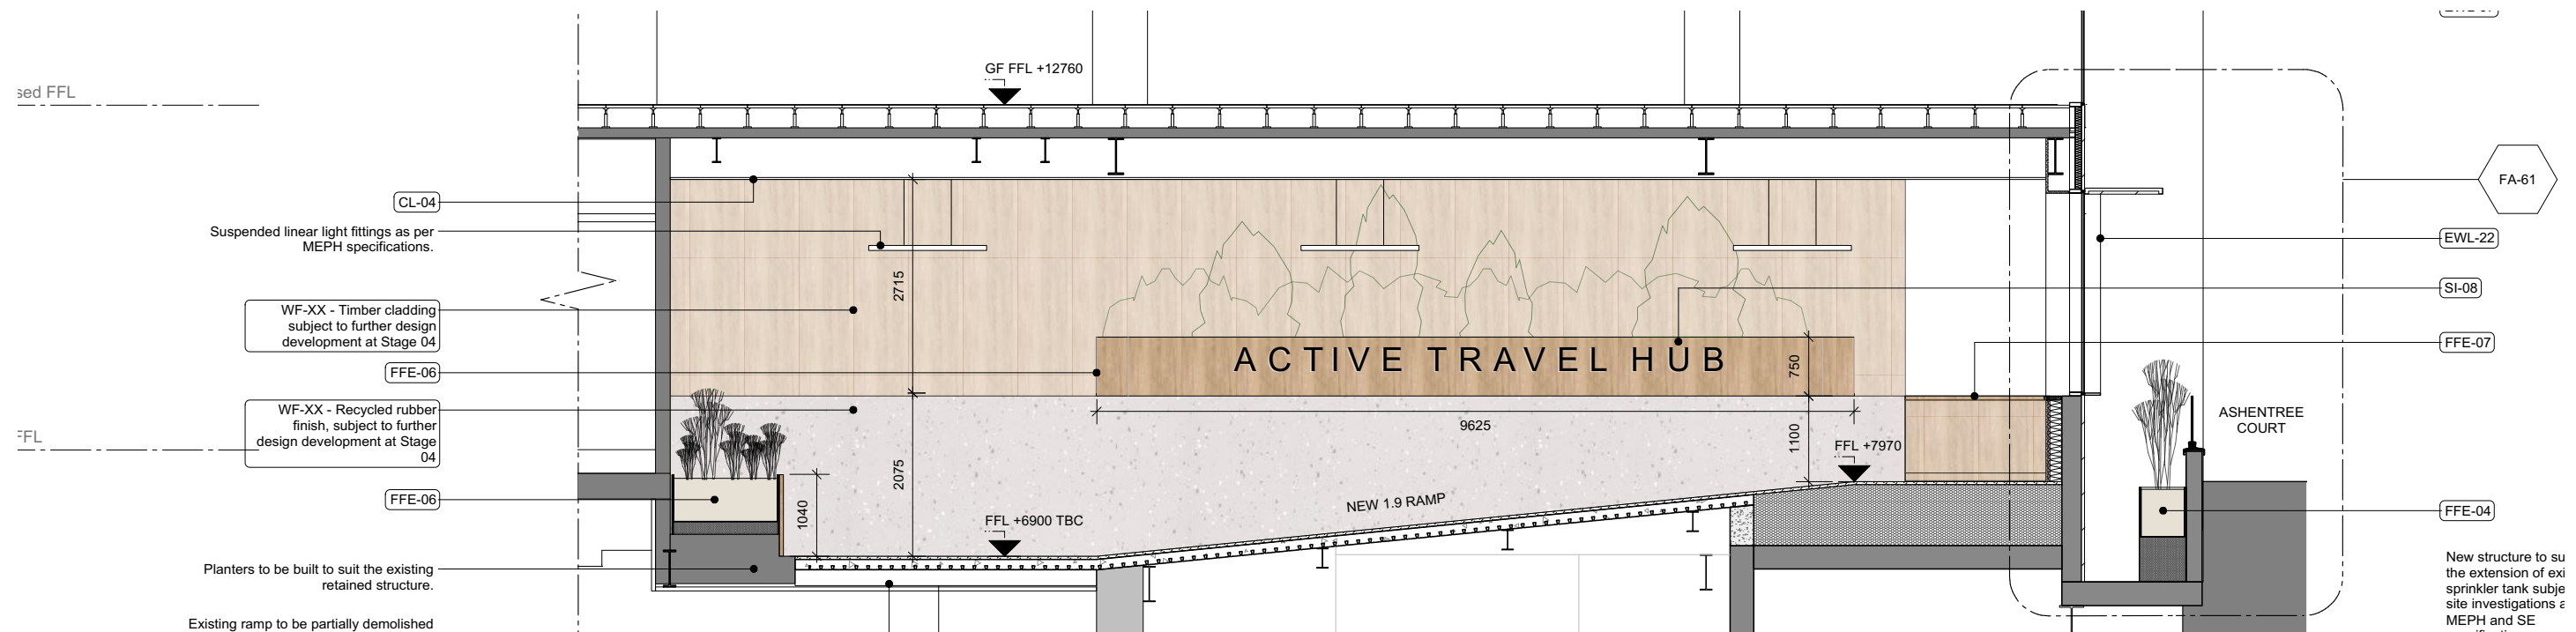 sed FFL
GF FFL +12760
CL-04
Suspended linear light fittings as per
MEPH specifications.
WF-XX - Timber cladding
subject to further design
development at Stage 04
FFE-06
WF-XX - Recycled rubber
finish, subject to further
design development at Stage
04
FFL
FFE-06
Planters to be built to suit the existing
retained structure.
Existing ramp to be partially demolished
2715
2075
1040
ACTIVE TRAVEL HUB
750
9625
1100
FFL +7970
NEW 1.9 RAMP
FFL +6900 TBC
FA-61
EWL-22
SI-08
FFE-07
ASHENTREE
COURT
FFE-04
New structure to su
the extension of exi
sprinkler tank subje
site investigations a
MEPH and SE